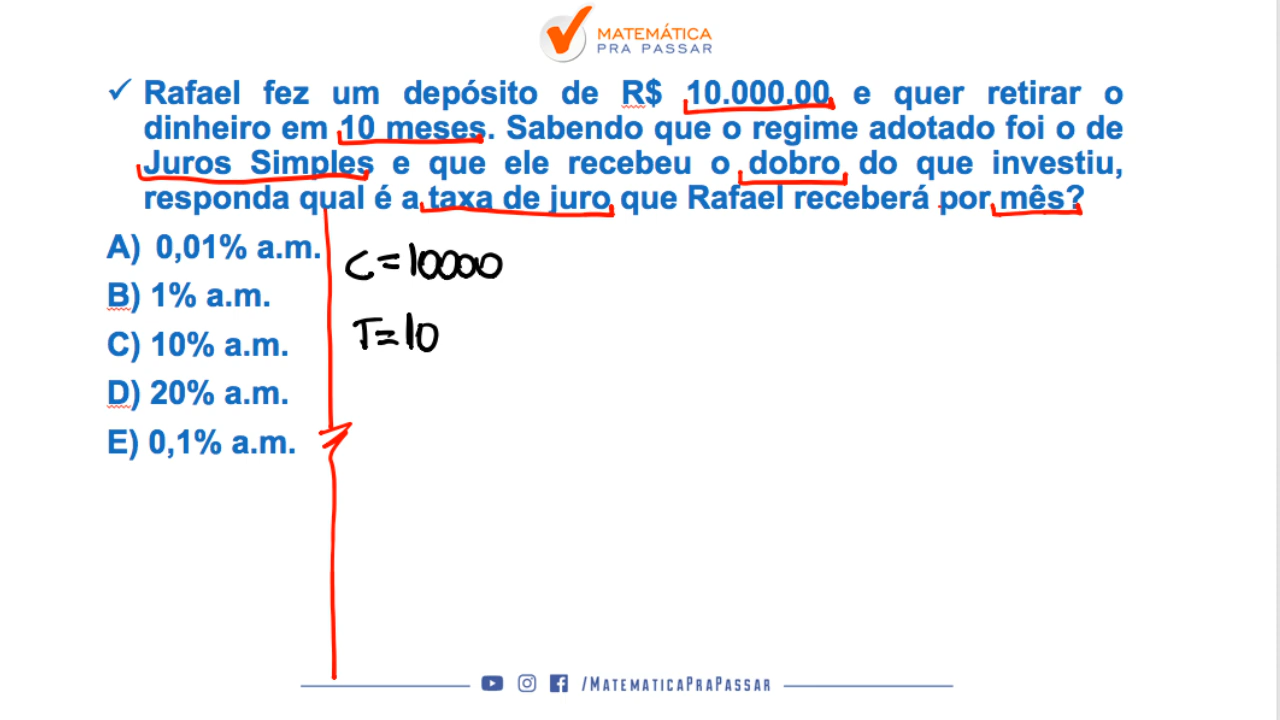 MATEMÁTICA
PRA PASSAR
✓ Rafael fez um depósito de R$ 10.000,00 e quer retirar o
dinheiro em 10 meses. Sabendo que o regime adotado foi o de
Juros Simples e que ele recebeu o dobro do que investiu,
responda qual é a taxa de juro que Rafael receberá por mês?
A) 0,01% a.m.
B) 1% a.m.
C) 10% a.m.
D) 20% a.m.
E) 0,1% a.m.
C=10000
T=10
/MATEMATICAPRAPASSAR